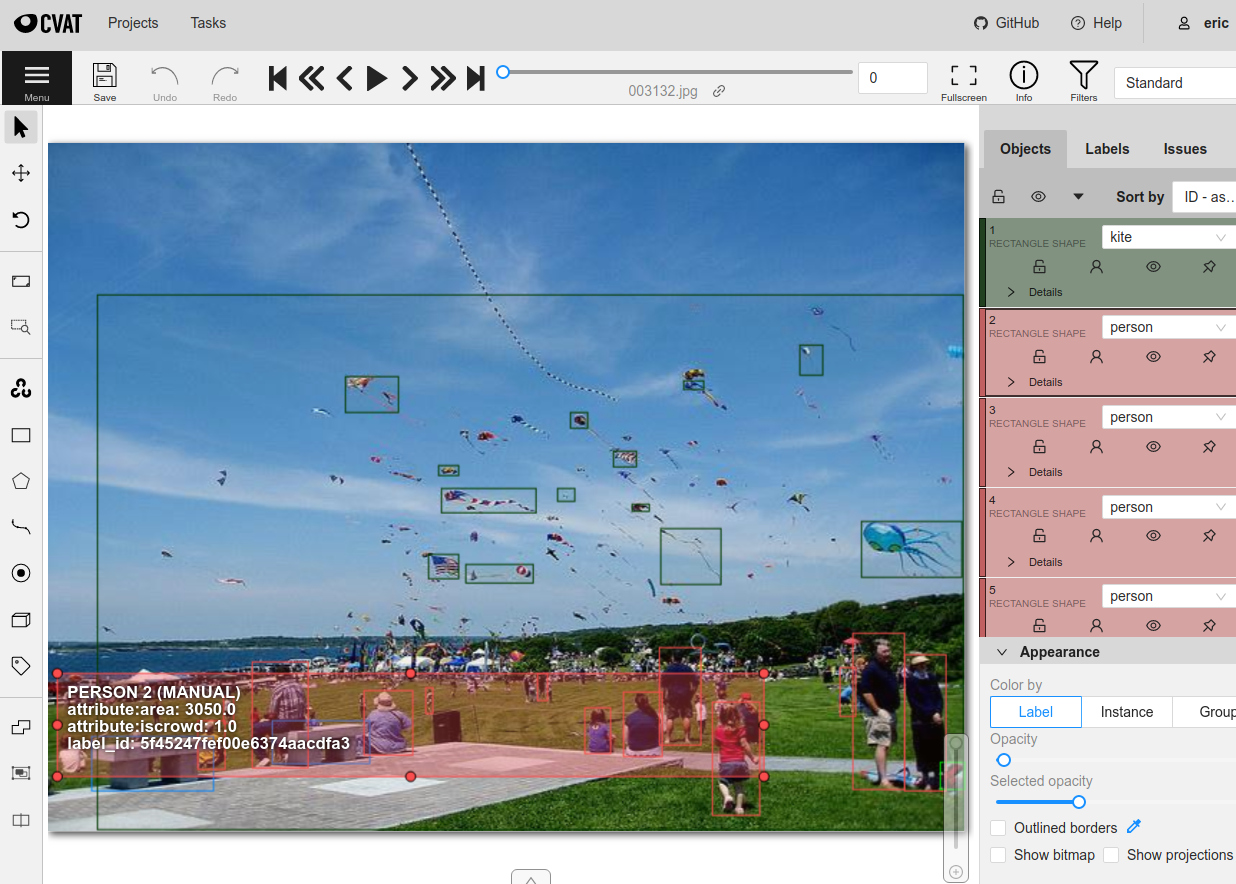 CVAT Projects Tasks GitHub Help eric
Menu Save Undo Redo 003132.jpg 0 Fullscreen Info Filters Standard
Objects Labels Issues
Sort by ID - as...
1
RECTANGLE SHAPE kite
Details
2
RECTANGLE SHAPE person
Details
3
RECTANGLE SHAPE person
Details
4
RECTANGLE SHAPE person
Details
5
RECTANGLE SHAPE person
PERSON 2 (MANUAL)
attribute:area: 3050.0
attribute:iscrowd: 1.0
label_id: 5f45247fef00e6374aacdfa3
Appearance
Color by
Label Instance Group
Opacity
Selected opacity
Outlined borders
Show bitmap Show projections